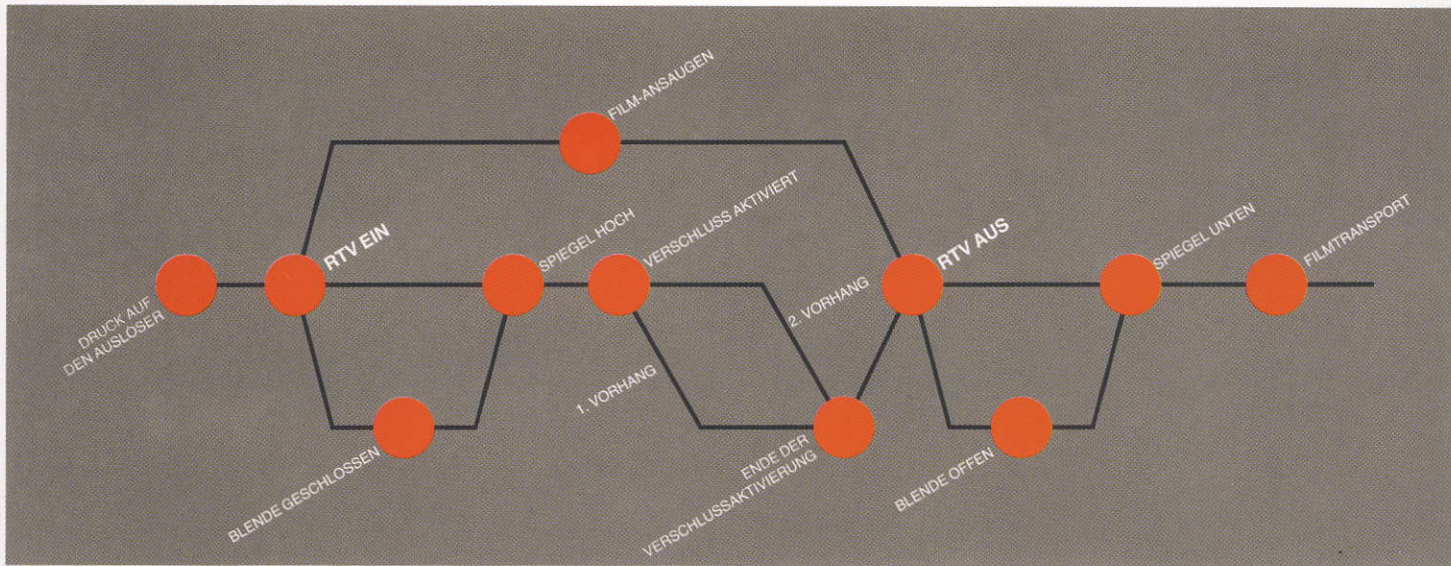 FILM-ANSAUGEN
RTV EIN
SPIEGEL HOCH
VERSCHLUSS AKTIVIERT
2. VORHANG
RTV AUS
SPIEGEL UNTEN
FILMTRANSPORT
DRUCK AUF
DEN AUSLÖSER
1. VORHANG
BLENDE GESCHLOSSEN
ENDE DER
VERSCHLUSSAKTIVIERUNG
BLENDE OFFEN